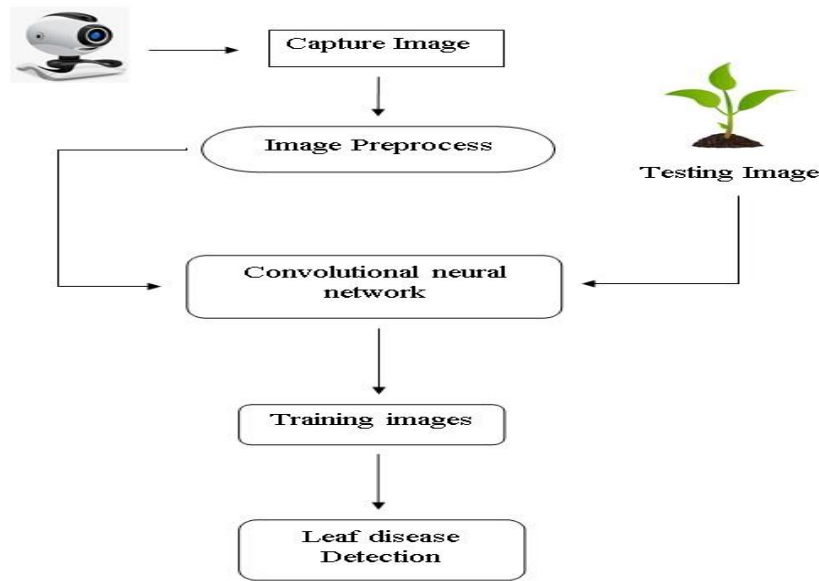 Capture Image
Image Preprocess
Testing Image
Convolutional neural
network
Training images
Leaf disease
Detection